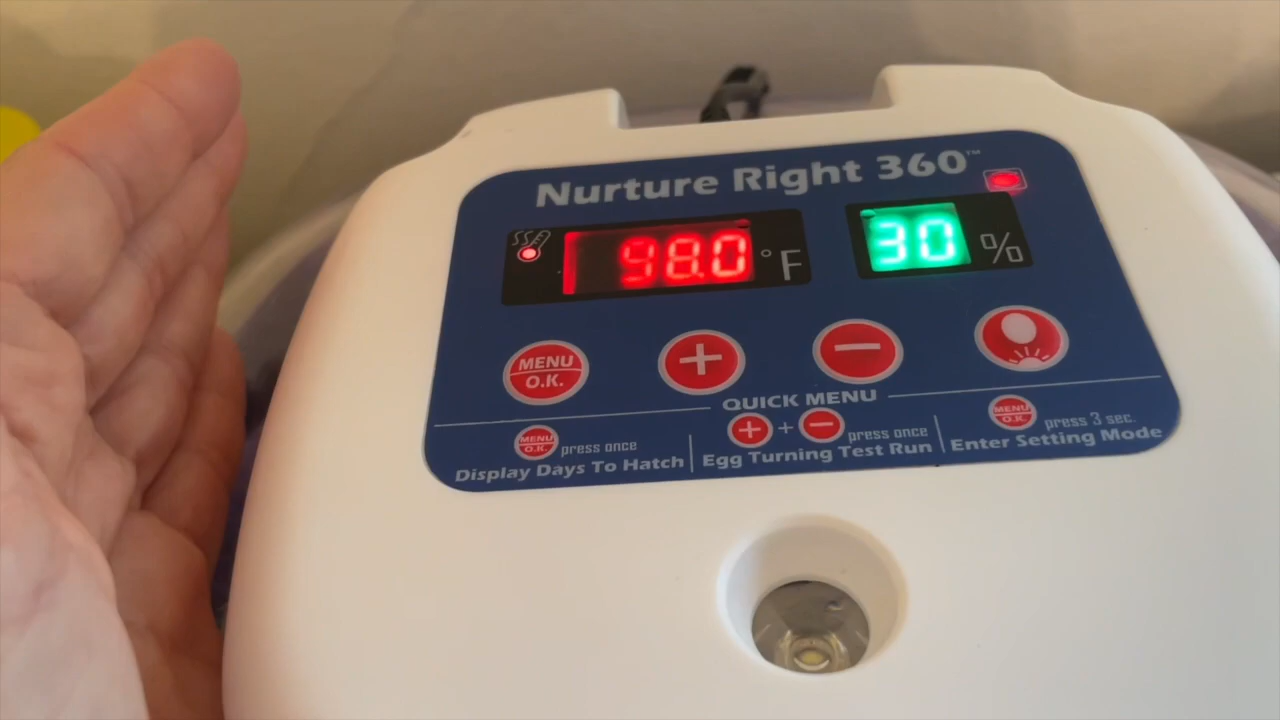 Nurture Right 360™
98.0 °F 30 %
MENU O.K. + −
QUICK MENU
MENU O.K. press once
Display Days To Hatch
+ + − press once
Egg Turning Test Run
MENU O.K. press 3 sec.
Enter Setting Mode